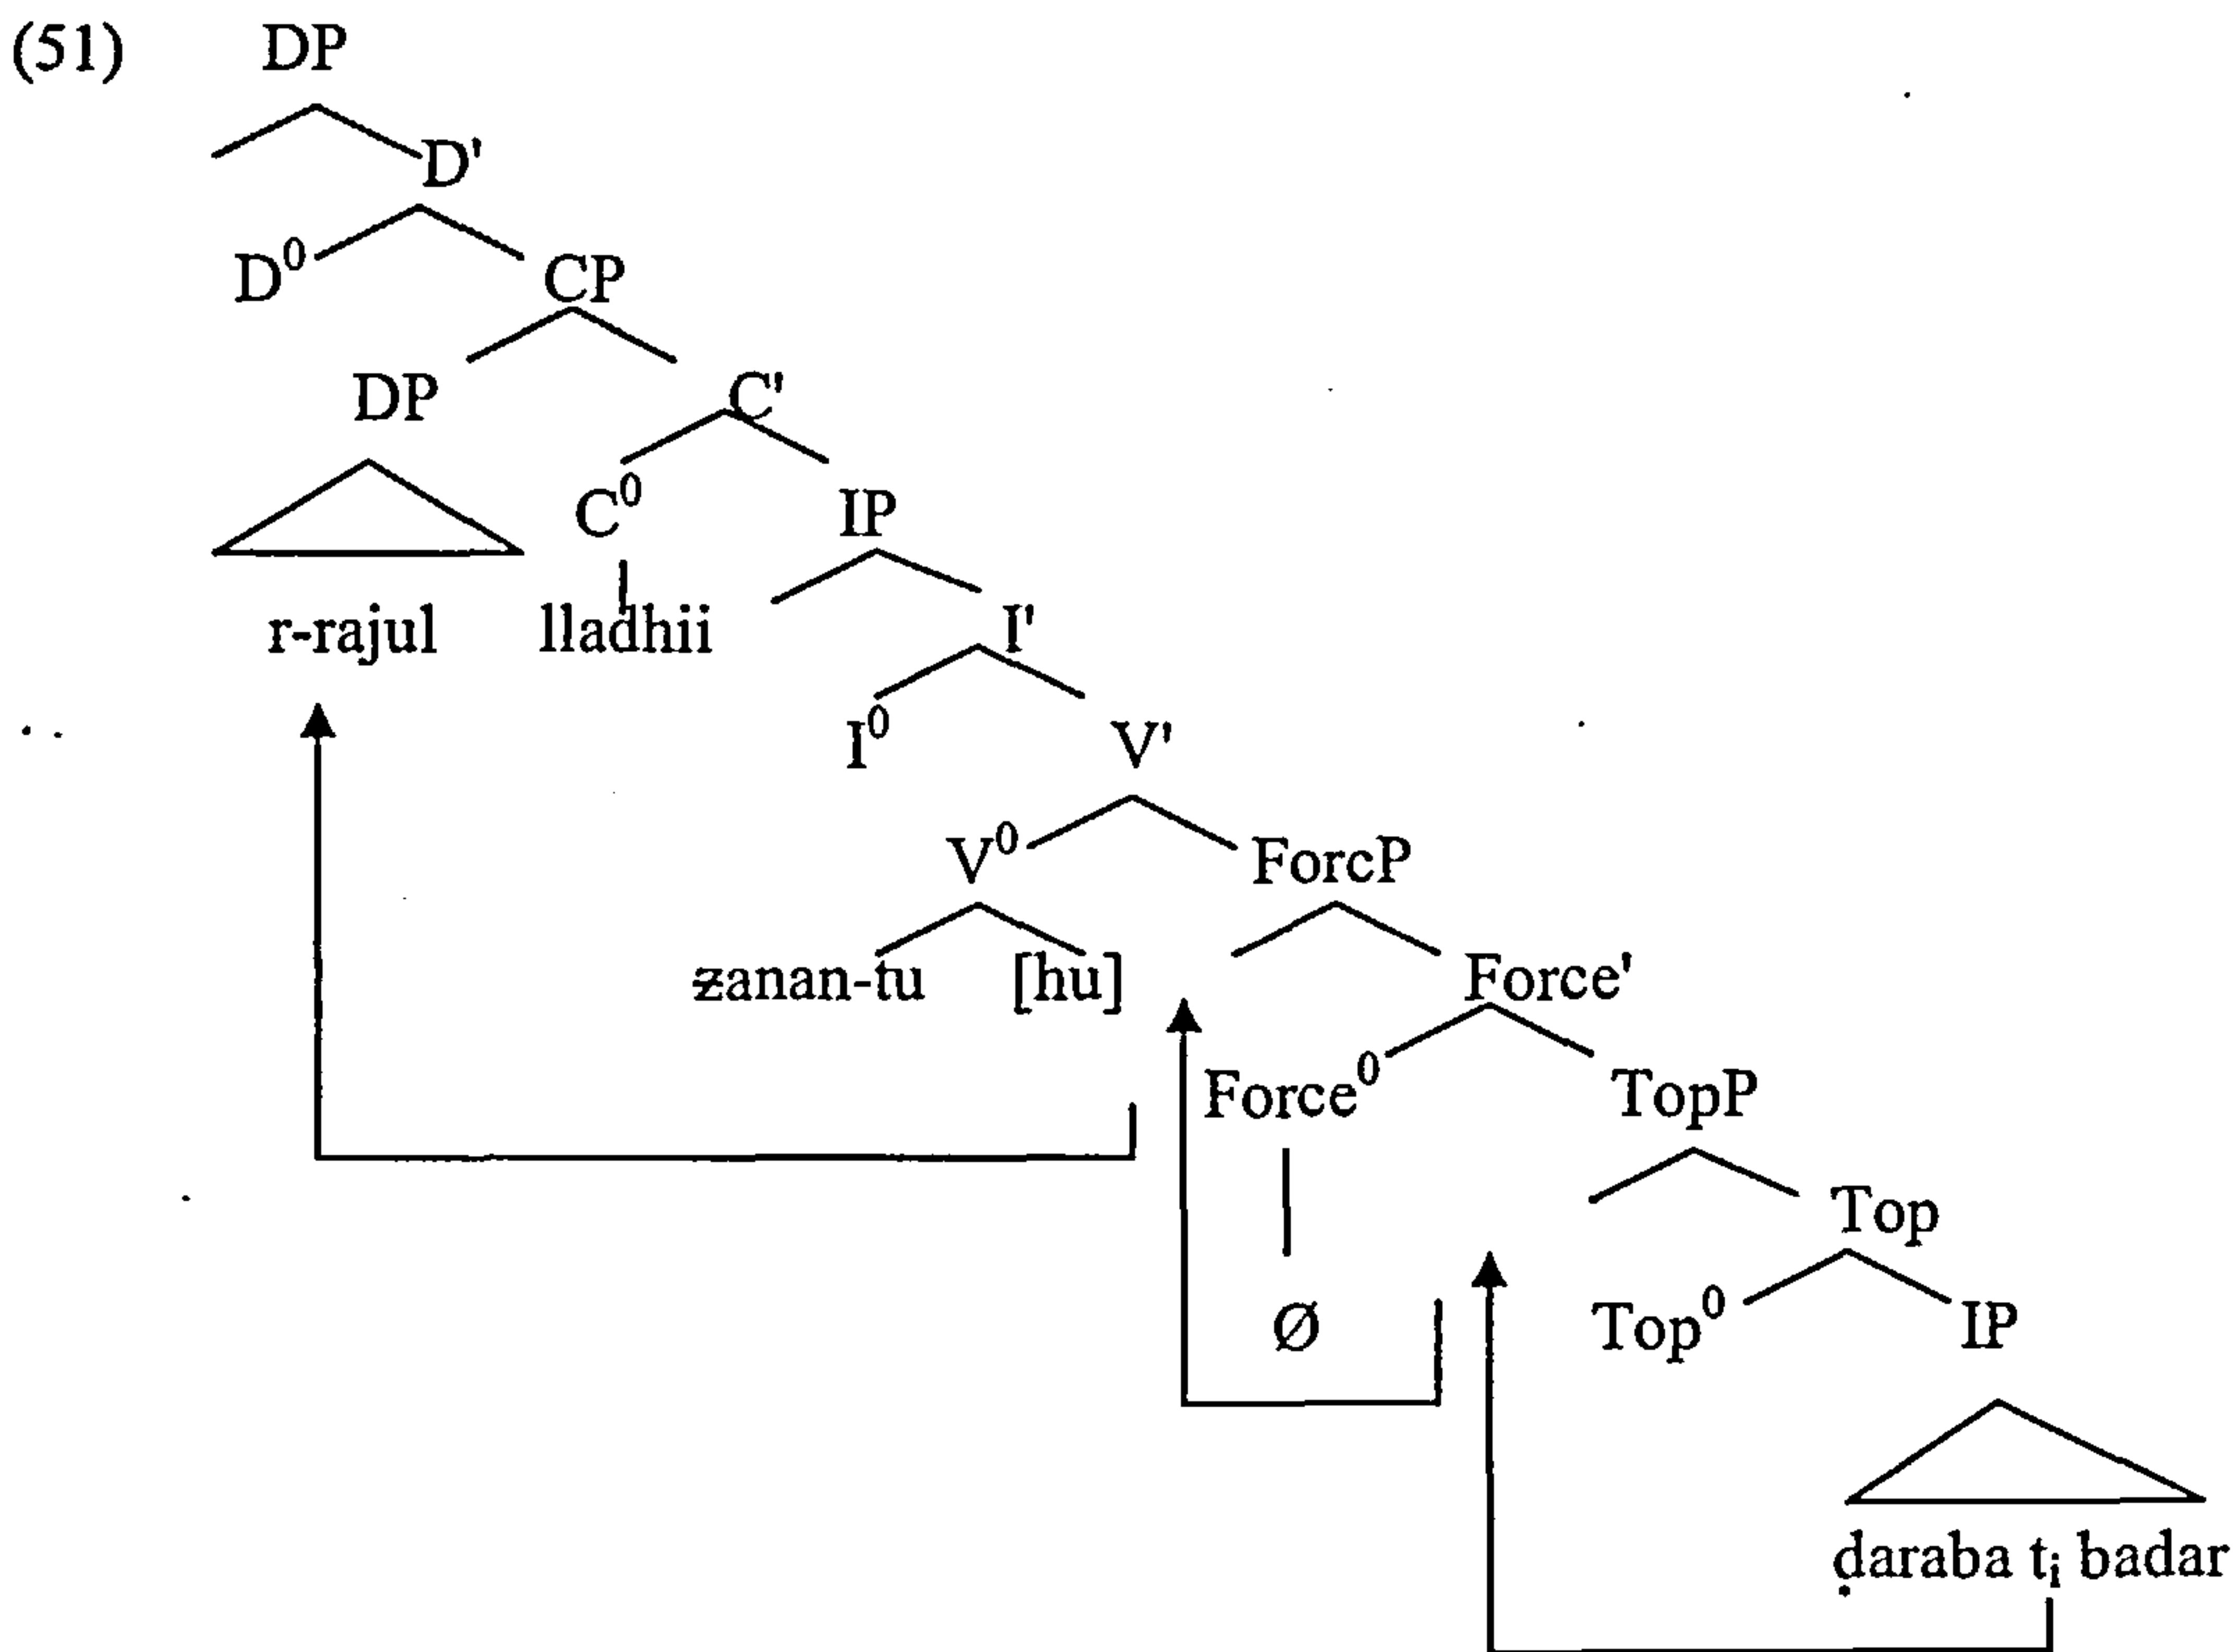 (51) DP
D'
D⁰ CP
DP C'
C⁰ IP
r-rajul lladhii I'
I⁰ V'
V⁰ ForcP
zanan-tu [hu] Force'
Force⁰ TopP
Top
Ø Top⁰ IP
ḍaraba tᵢ badar